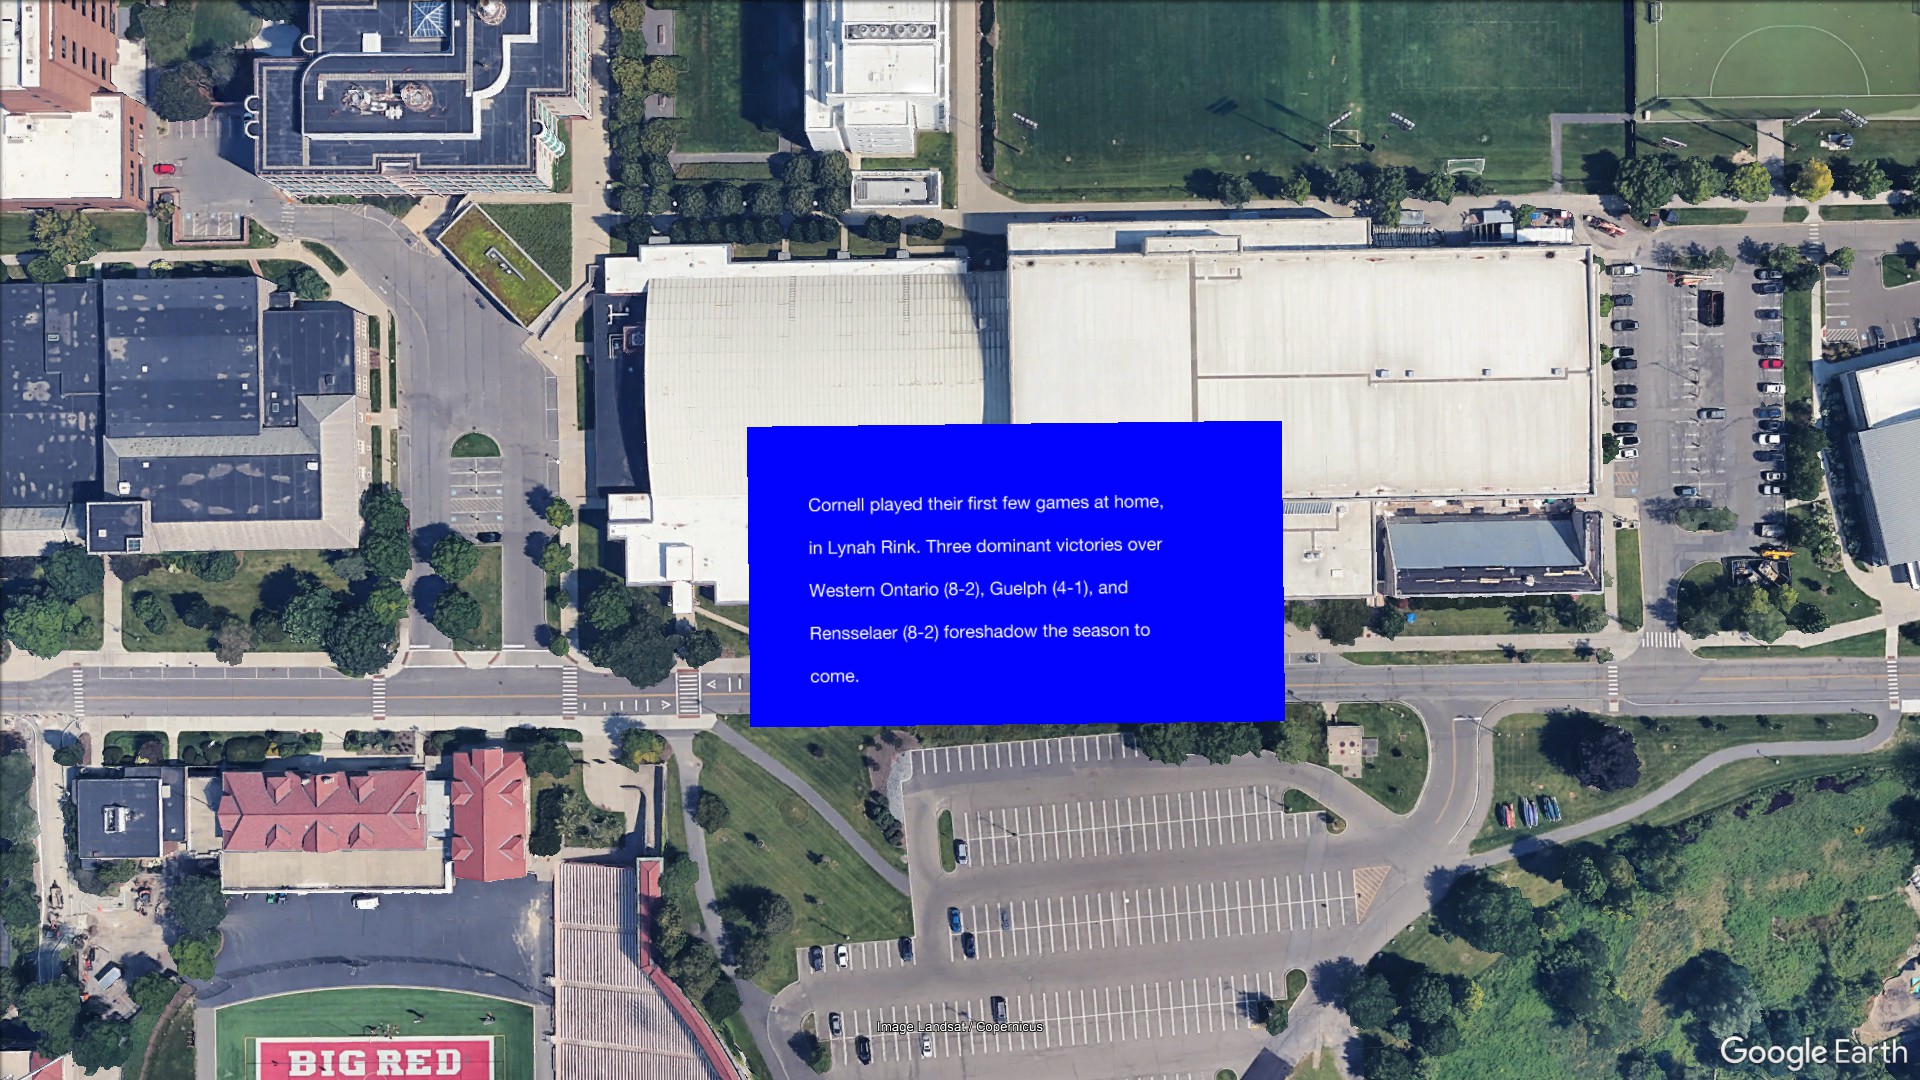 Cornell played their first few games at home,
in Lynah Rink. Three dominant victories over
Western Ontario (8-2), Guelph (4-1), and
Rensselaer (8-2) foreshadow the season to
come.
Image Landsat / Copernicus
Google Earth
BIG RED